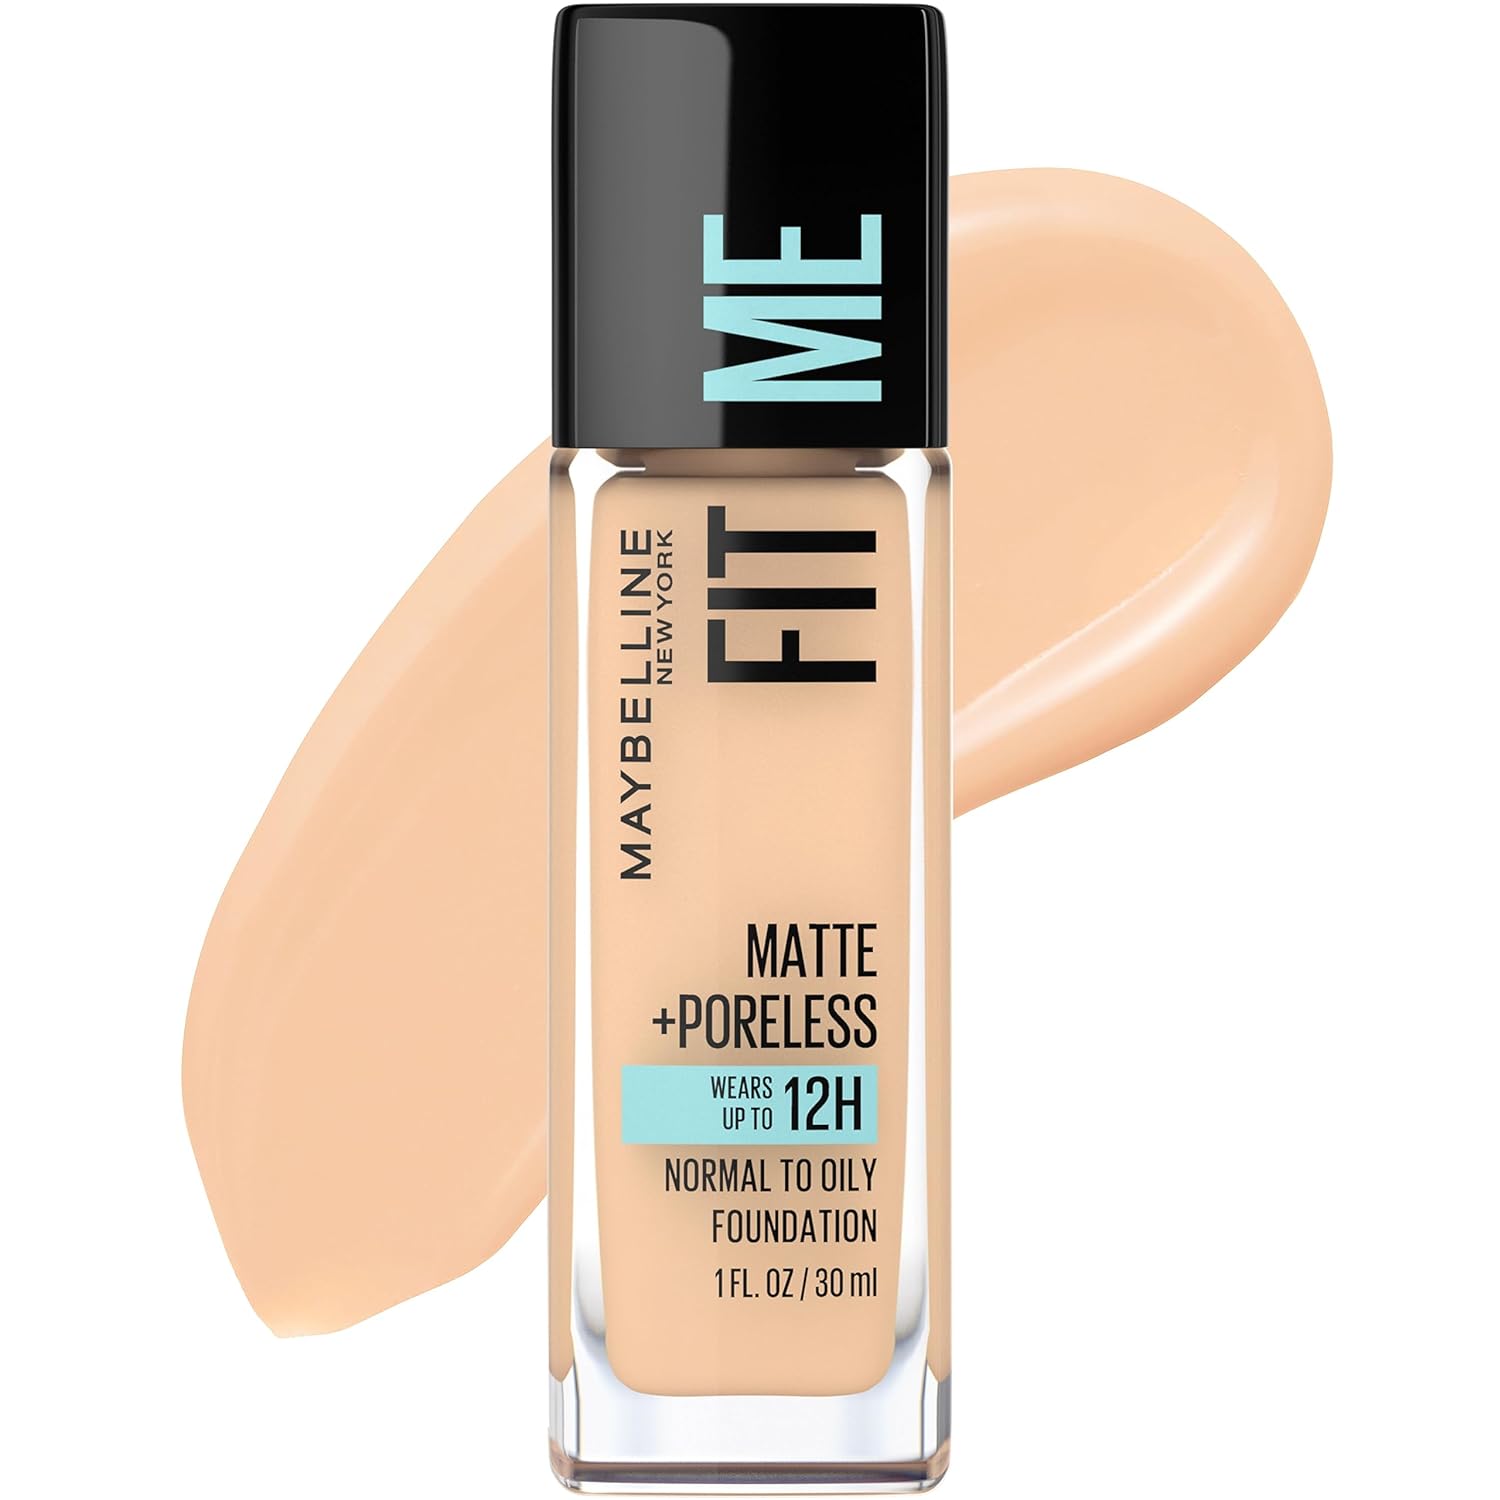 FIT ME
MAYBELLINE
NEW YORK
MATTE
+PORELESS
WEARS
UP TO 12H
NORMAL TO OILY
FOUNDATION
1 FL. OZ / 30 ml